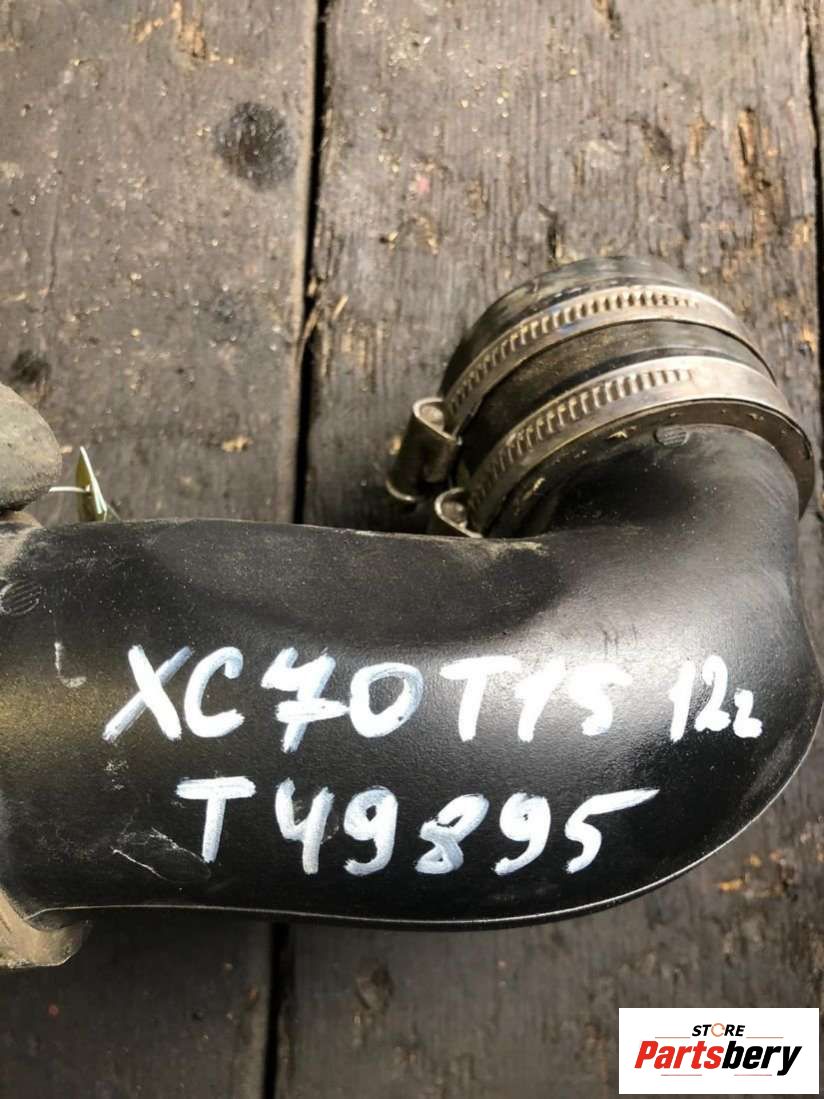 XC70 T15 12г
T49895
STORE
Partsbery